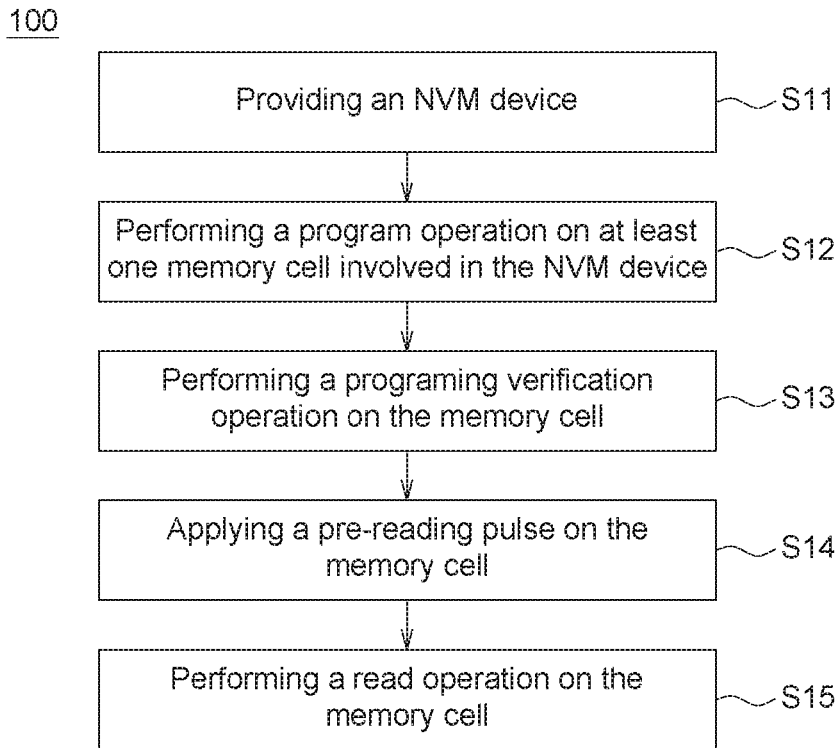 100
Providing an NVM device
S11
Performing a program operation on at least
one memory cell involved in the NVM device
S12
Performing a programing verification
operation on the memory cell
S13
Applying a pre-reading pulse on the
memory cell
S14
Performing a read operation on the
memory cell
S15